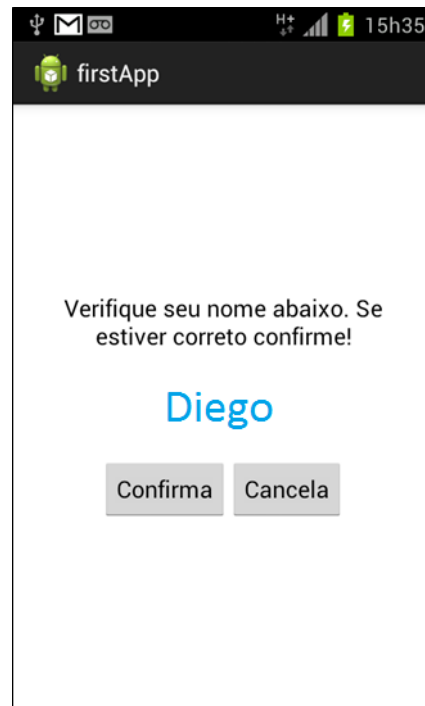 H+ 15h35
firstApp
Verifique seu nome abaixo. Se
estiver correto confirme!
Diego
Confirma Cancela